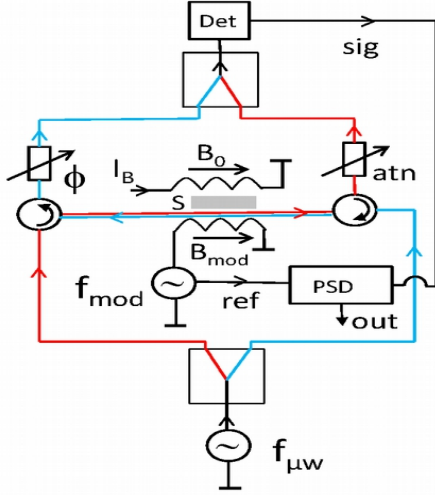 Det
sig
I_B
B_0
S
ϕ
atn
B_mod
f_mod
ref
PSD
out
f_μw